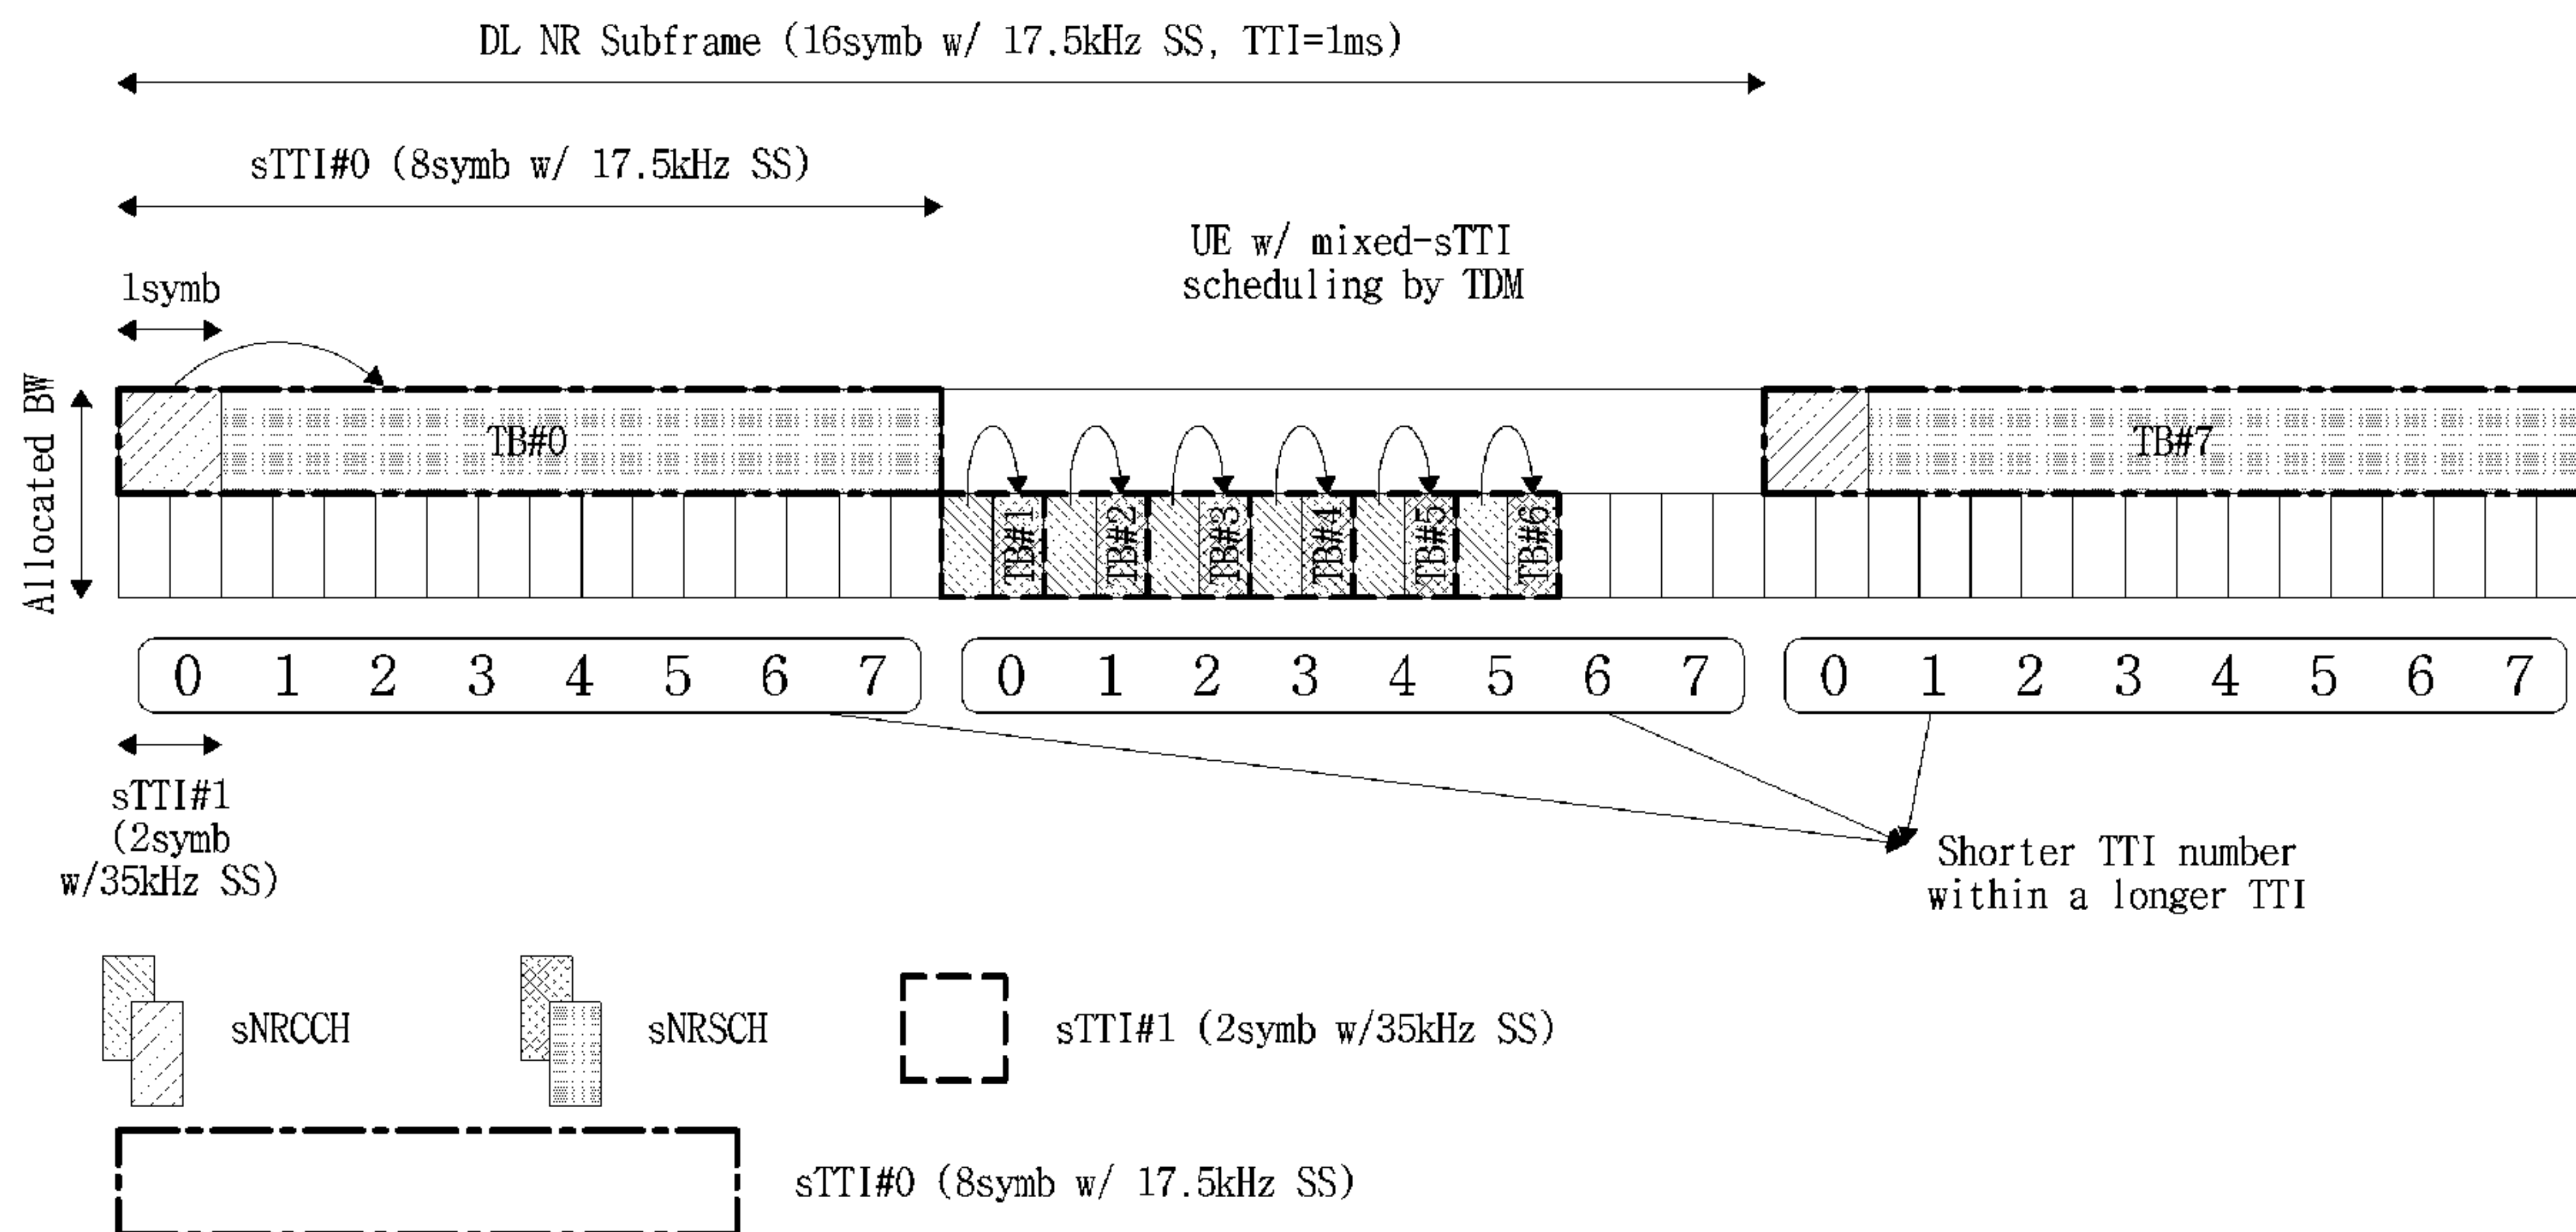 DL NR Subframe (16symb w/ 17.5kHz SS, TTI=1ms)
sTTI#0 (8symb w/ 17.5kHz SS)
UE w/ mixed-sTTI
scheduling by TDM
1symb
Allocated BW
TB#0
TB#7
TB#1
TB#2
TB#3
TB#4
TB#5
TB#6
0 1 2 3 4 5 6 7
0 1 2 3 4 5 6 7
0 1 2 3 4 5 6 7
sTTI#1
(2symb
w/35kHz SS)
Shorter TTI number
within a longer TTI
sNRCCH
sNRSCH
sTTI#1 (2symb w/35kHz SS)
sTTI#0 (8symb w/ 17.5kHz SS)